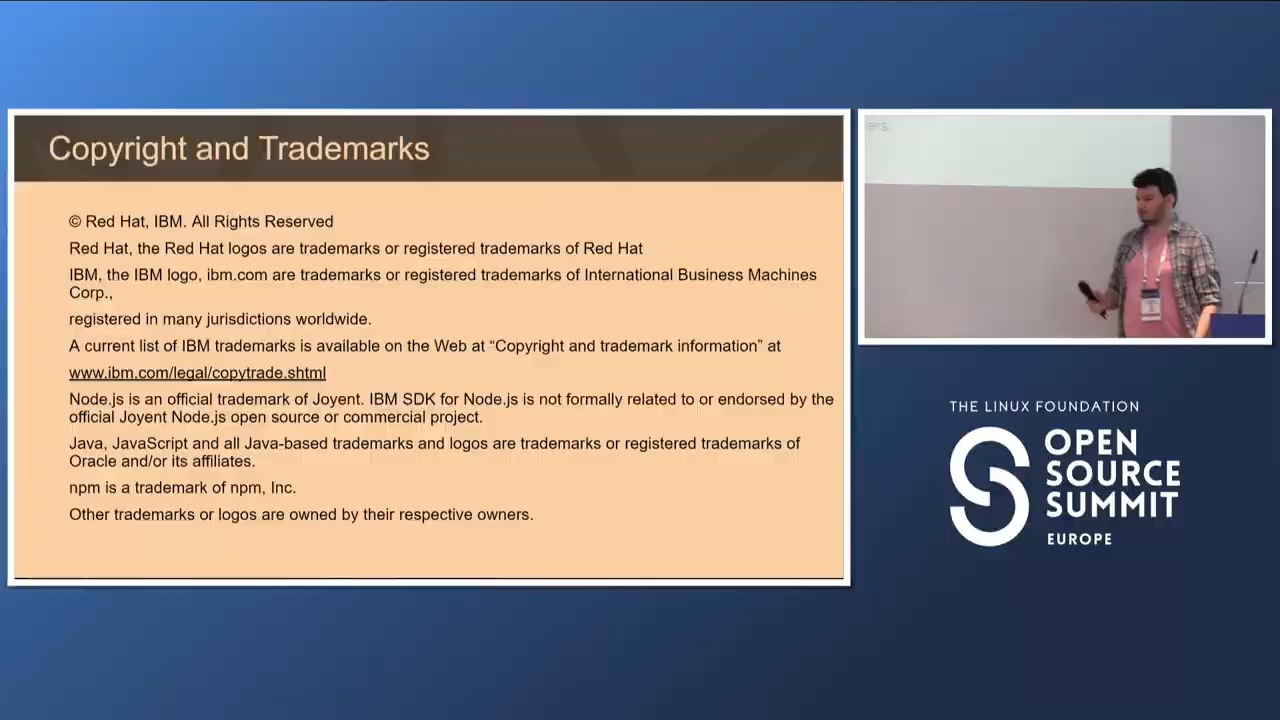 Copyright and Trademarks
© Red Hat, IBM. All Rights Reserved
Red Hat, the Red Hat logos are trademarks or registered trademarks of Red Hat
IBM, the IBM logo, ibm.com are trademarks or registered trademarks of International Business Machines
Corp.,
registered in many jurisdictions worldwide.
A current list of IBM trademarks is available on the Web at “Copyright and trademark information” at
www.ibm.com/legal/copytrade.shtml
Node.js is an official trademark of Joyent. IBM SDK for Node.js is not formally related to or endorsed by the
official Joyent Node.js open source or commercial project.
Java, JavaScript and all Java-based trademarks and logos are trademarks or registered trademarks of
Oracle and/or its affiliates.
npm is a trademark of npm, Inc.
Other trademarks or logos are owned by their respective owners.
ers.
THE LINUX FOUNDATION
OPEN
SOURCE
SUMMIT
EUROPE